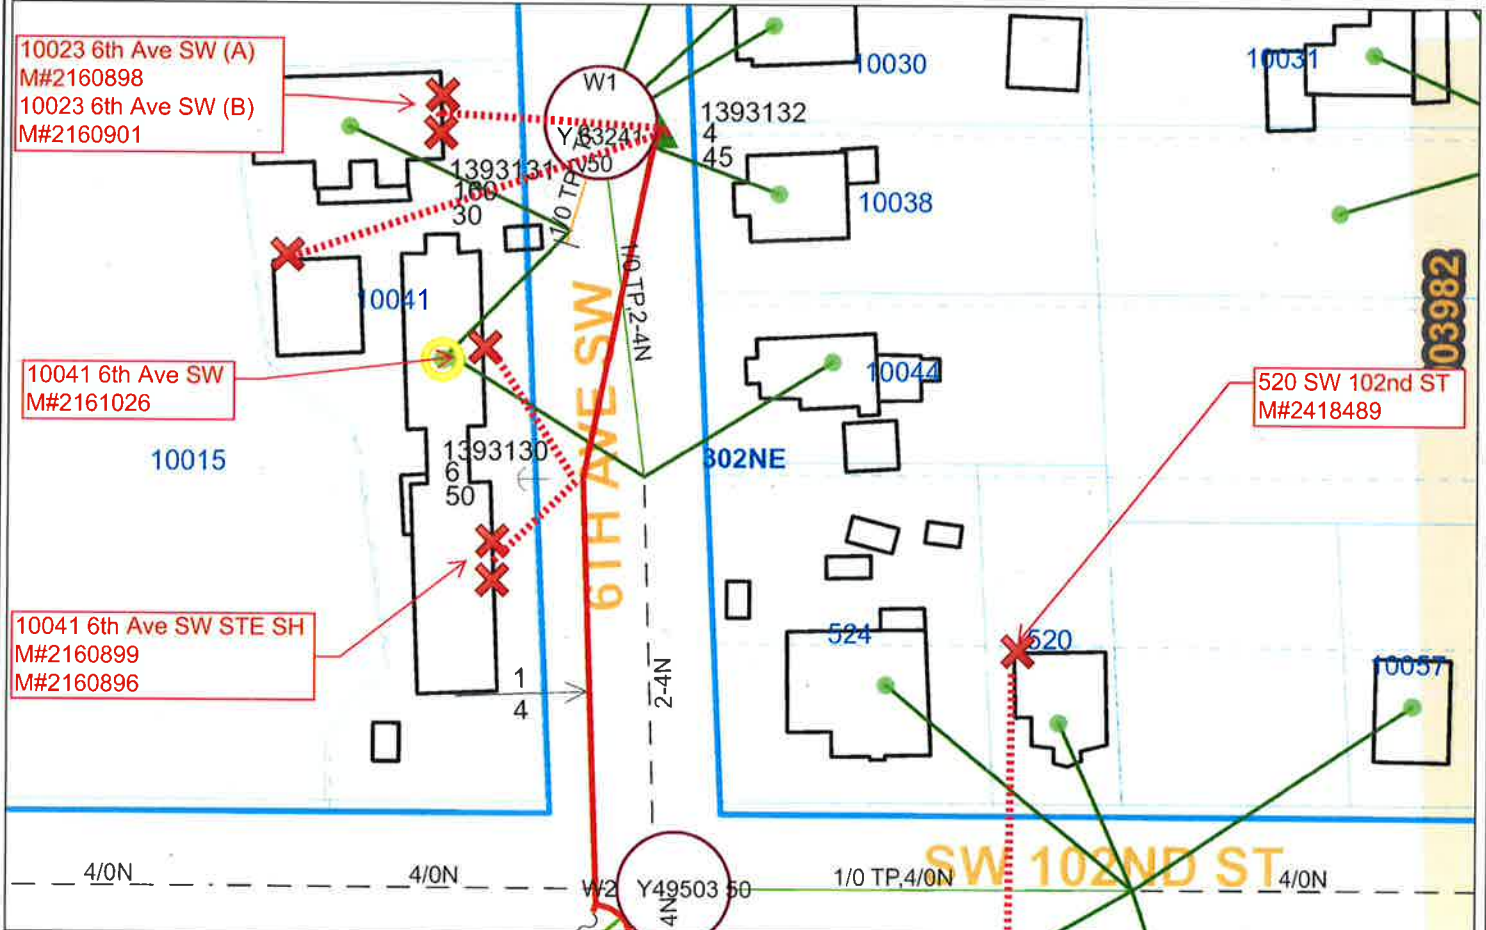 10023 6th Ave SW (A)
M#2160898
10023 6th Ave SW (B)
M#2160901
W1
10030
10031
1393132
4
45
50
1393131
30
10038
1/0 TP,2-4N
10041
6TH AVE SW
03982
10041 6th Ave SW
M#2161026
10044
520 SW 102nd ST
M#2418489
10015
1393130
6
50
302NE
10041 6th Ave SW STE SH
M#2160899
M#2160896
524
520
10057
1
4
2-4N
SW 102ND ST
4/0N
4/0N
W2
Y49503 50
4N
1/0 TP,4/0N
4/0N